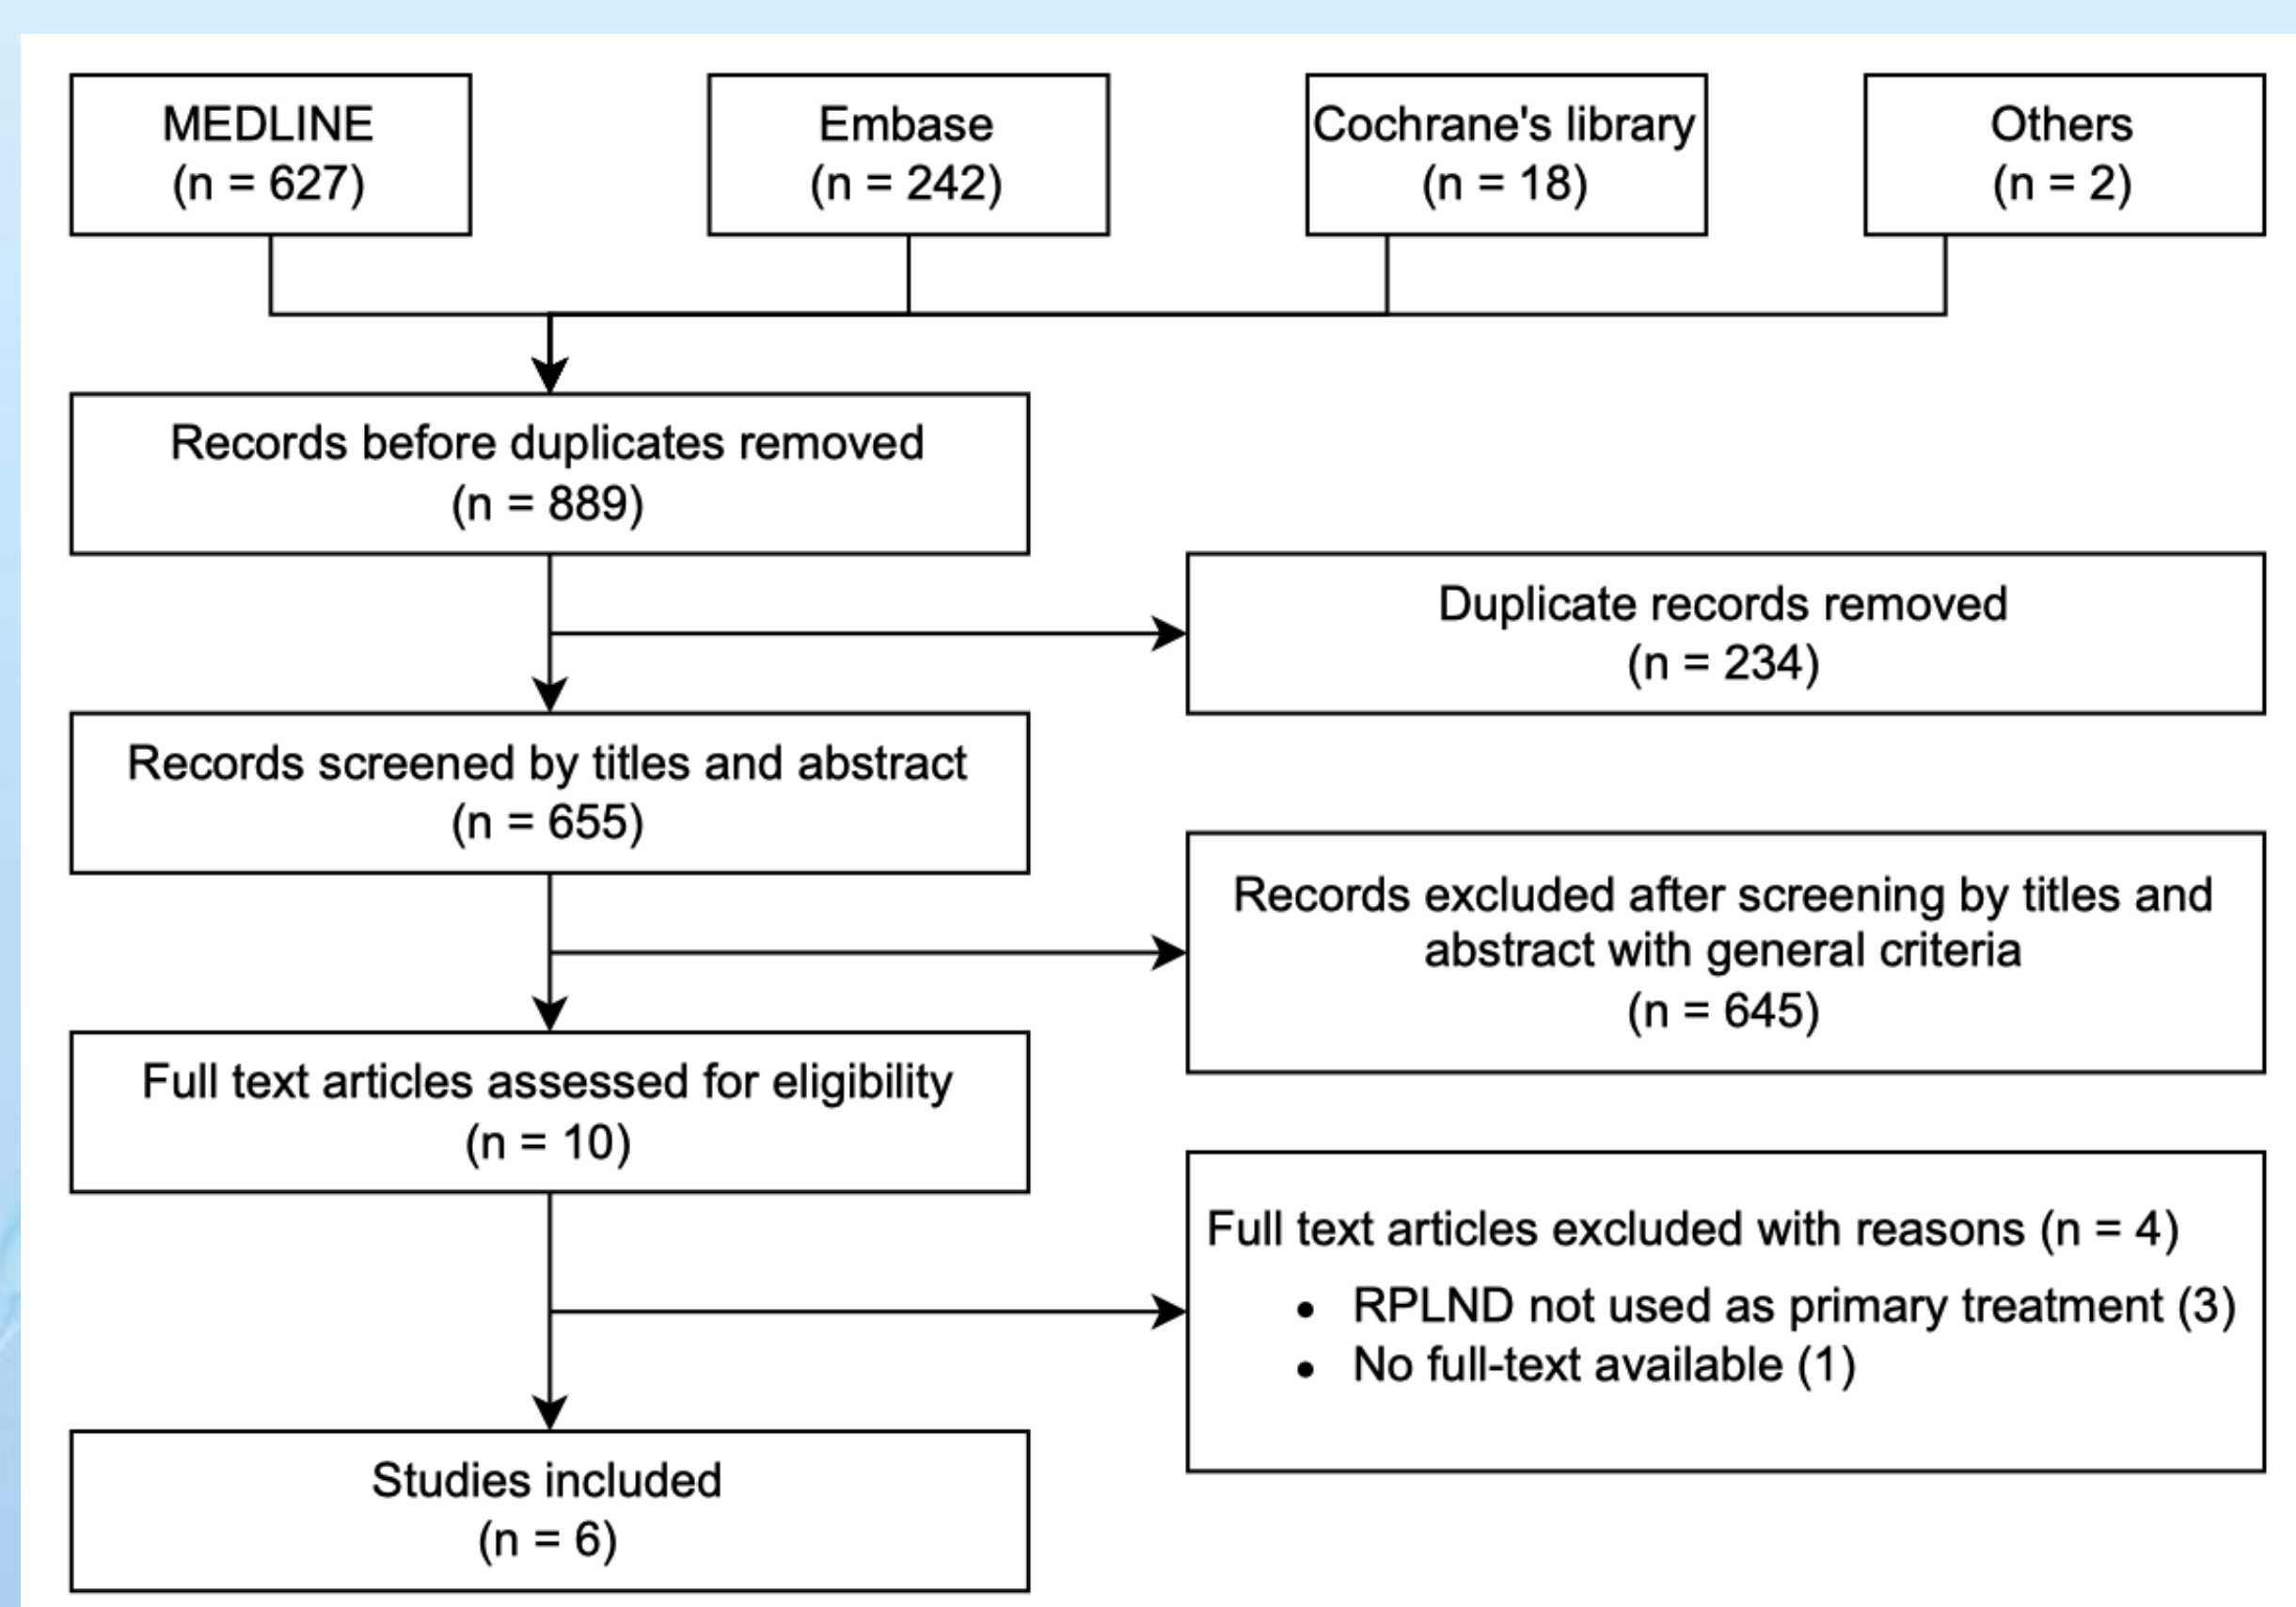 MEDLINE
(n = 627)
Embase
(n = 242)
Cochrane's library
(n = 18)
Others
(n = 2)
Records before duplicates removed
(n = 889)
Duplicate records removed
(n = 234)
Records screened by titles and abstract
(n = 655)
Records excluded after screening by titles and
abstract with general criteria
(n = 645)
Full text articles assessed for eligibility
(n = 10)
Full text articles excluded with reasons (n = 4)
• RPLND not used as primary treatment (3)
• No full-text available (1)
Studies included
(n = 6)